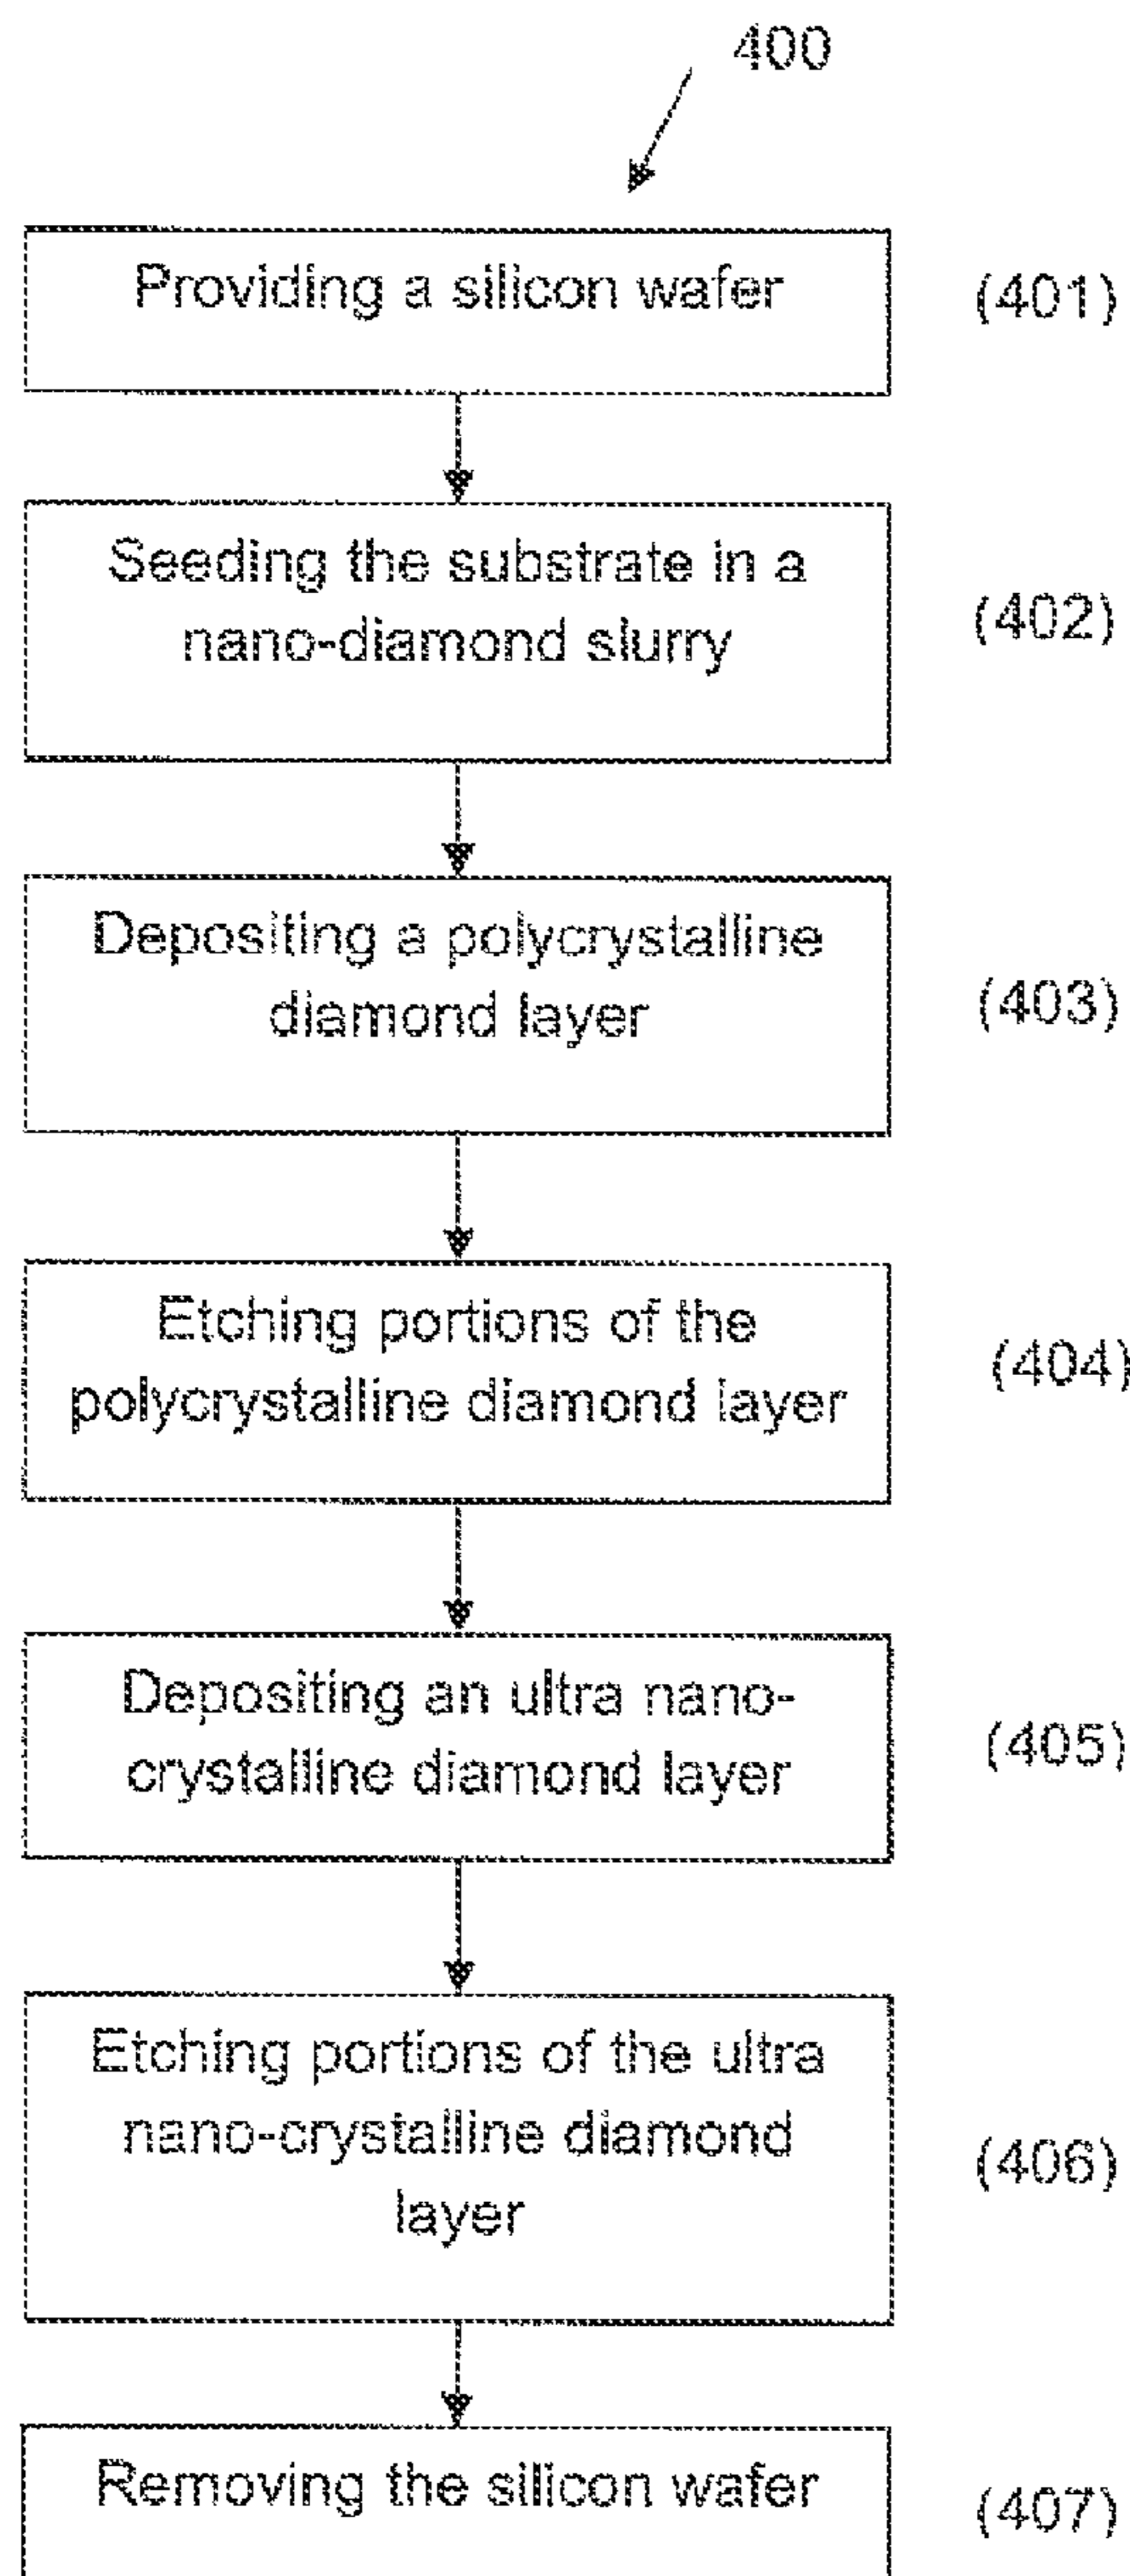 400
Providing a silicon wafer
(401)
Seeding the substrate in a
nano-diamond slurry
(402)
Depositing a polycrystalline
diamond layer
(403)
Etching portions of the
polycrystalline diamond layer
(404)
Depositing an ultra nano-
crystalline diamond layer
(405)
Etching portions of the ultra
nano-crystalline diamond
layer
(406)
Removing the silicon wafer
(407)